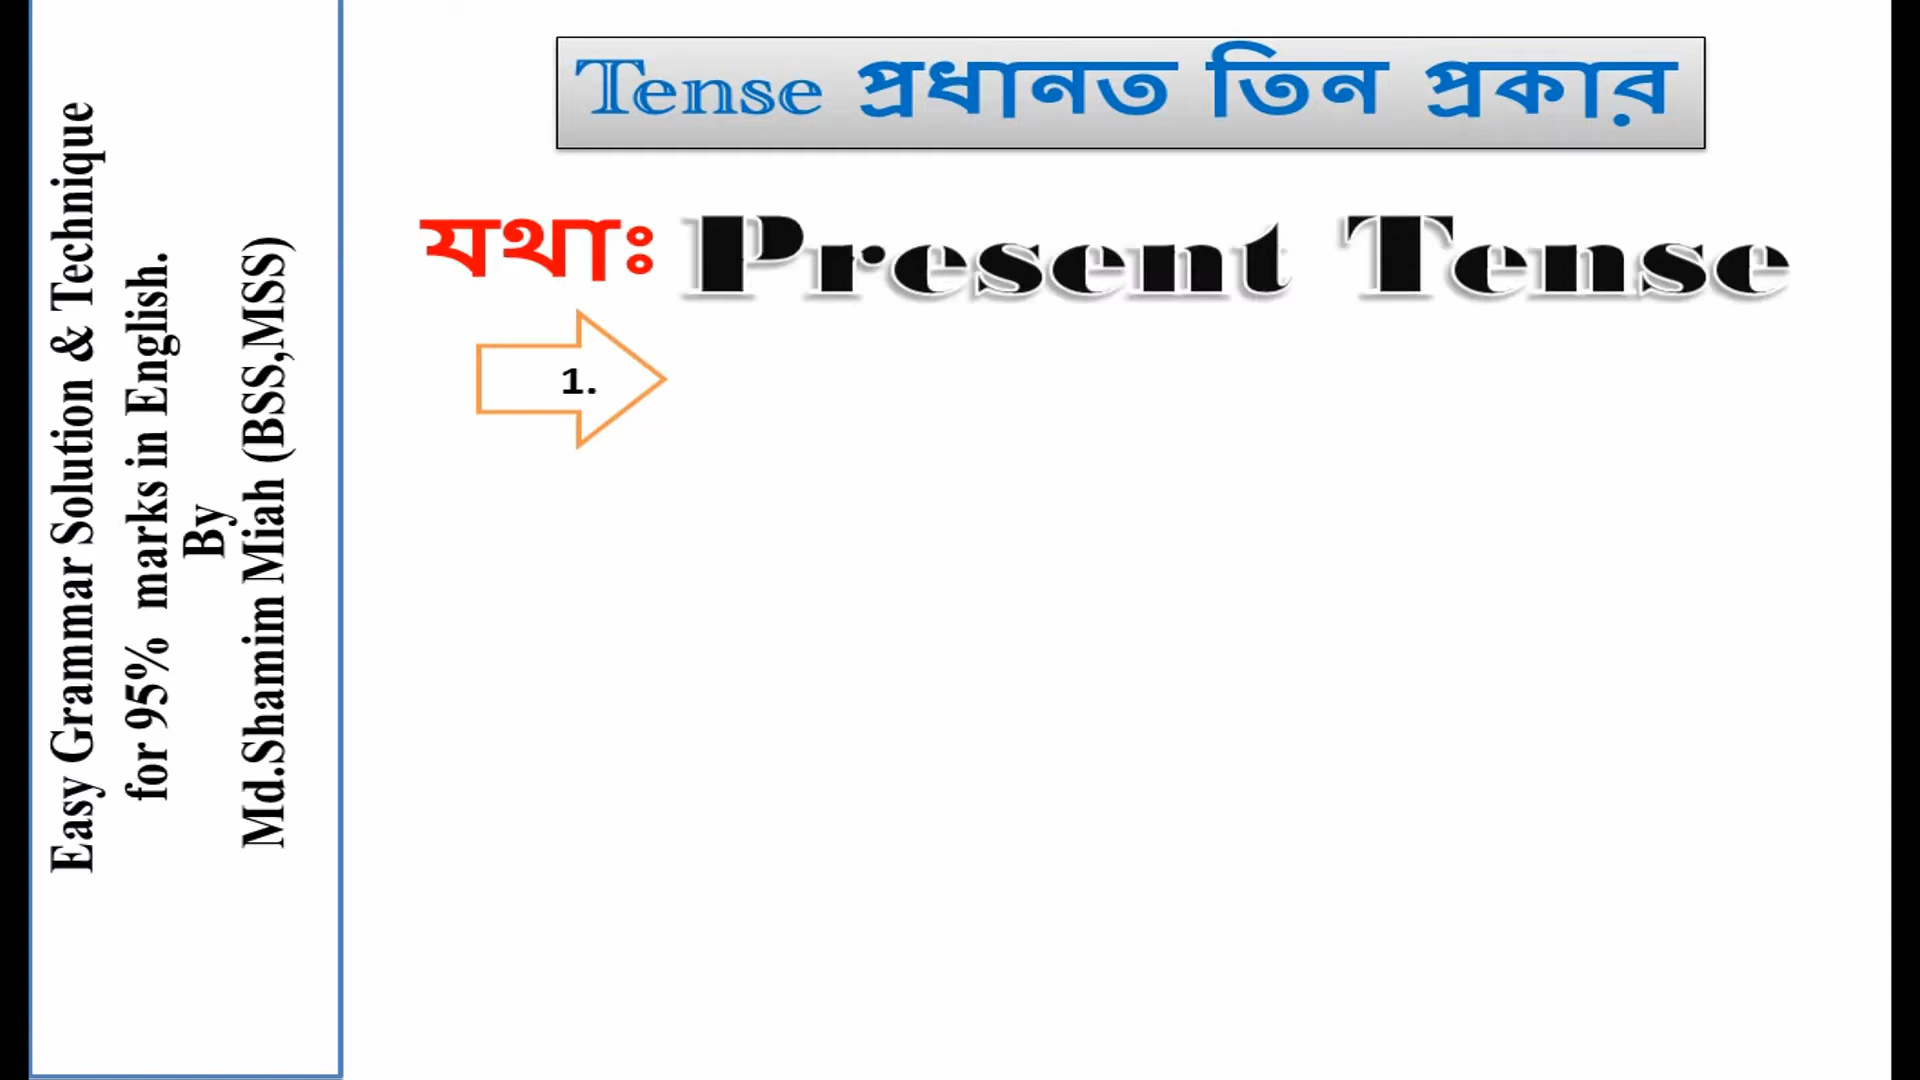 Easy Grammar Solution & Technique
for 95% marks in English.
By
Md.Shamim Miah (BSS,MSS)
Tense প্রধানত তিন প্রকার
যথাঃ Present Tense
1.